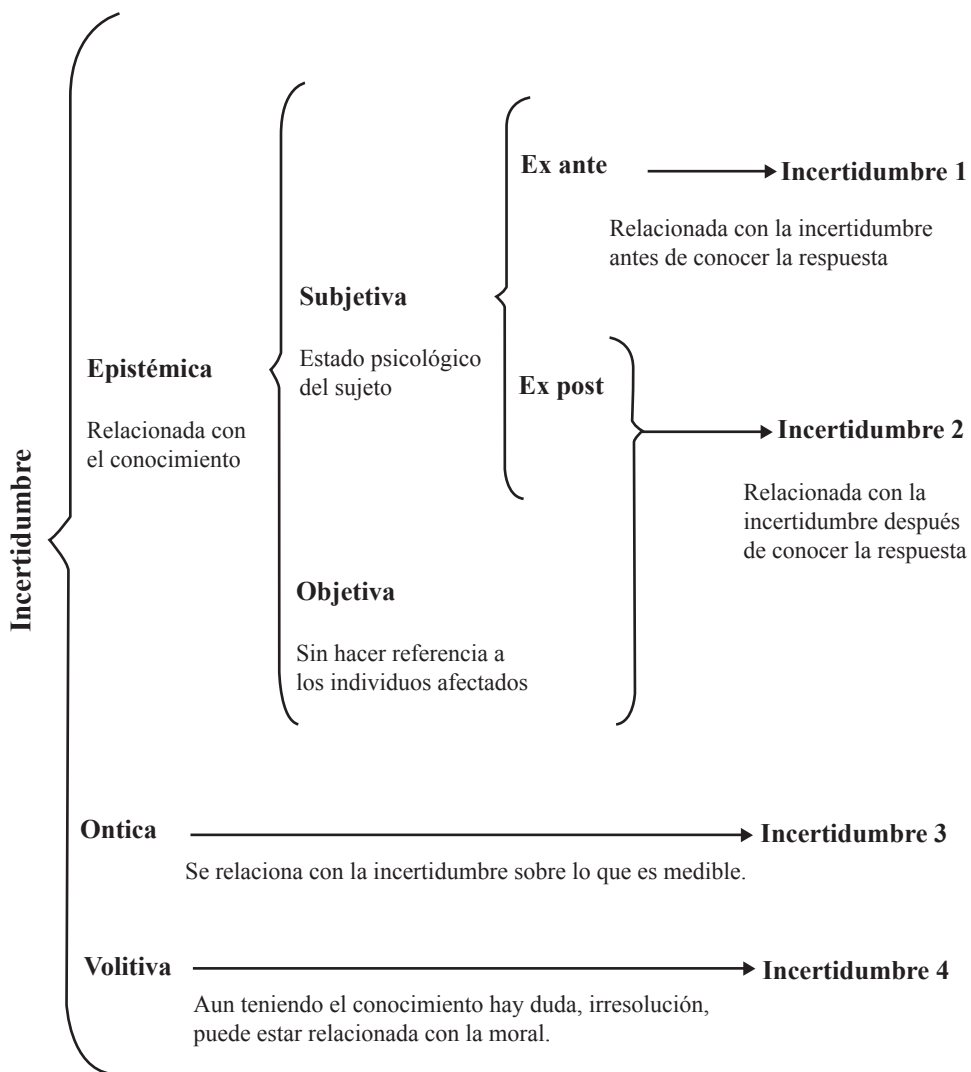 Incertidumbre
Epistémica
Relacionada con
el conocimiento
Subjetiva
Estado psicológico
del sujeto
Ex ante
Incertidumbre 1
Relacionada con la incertidumbre
antes de conocer la respuesta
Ex post
Incertidumbre 2
Relacionada con la
incertidumbre después
de conocer la respuesta
Objetiva
Sin hacer referencia a
los individuos afectados
Ontica
Incertidumbre 3
Se relaciona con la incertidumbre sobre lo que es medible.
Volitiva
Incertidumbre 4
Aun teniendo el conocimiento hay duda, irresolución,
puede estar relacionada con la moral.